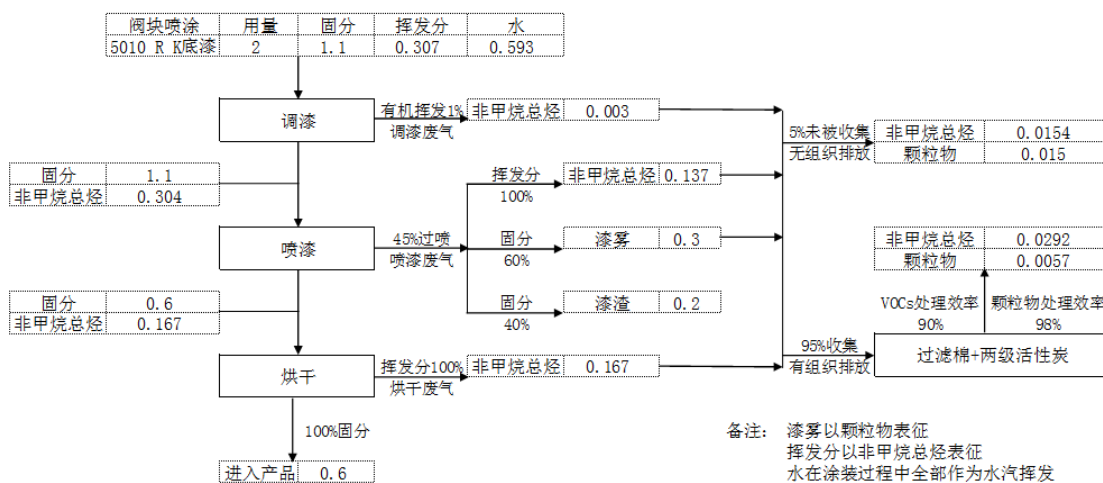 阀块喷涂 用量 固分 挥发分 水
5010 R K底漆 2 1.1 0.307 0.593
调漆
有机挥发1%
调漆废气
非甲烷总烃 0.003
5%未被收集
无组织排放
非甲烷总烃 0.0154
颗粒物 0.015
固分 1.1
非甲烷总烃 0.304
挥发分
100%
非甲烷总烃 0.137
喷漆
45%过喷
喷漆废气
固分
60%
漆雾 0.3
非甲烷总烃 0.0292
颗粒物 0.0057
固分 0.6
非甲烷总烃 0.167
固分
40%
漆渣 0.2
VOCs处理效率
90%
颗粒物处理效率
98%
烘干
挥发分100%
烘干废气
非甲烷总烃 0.167
95%收集
有组织排放
过滤棉+两级活性炭
100%固分
进入产品 0.6
备注： 漆雾以颗粒物表征
挥发分以非甲烷总烃表征
水在涂装过程中全部作为水汽挥发